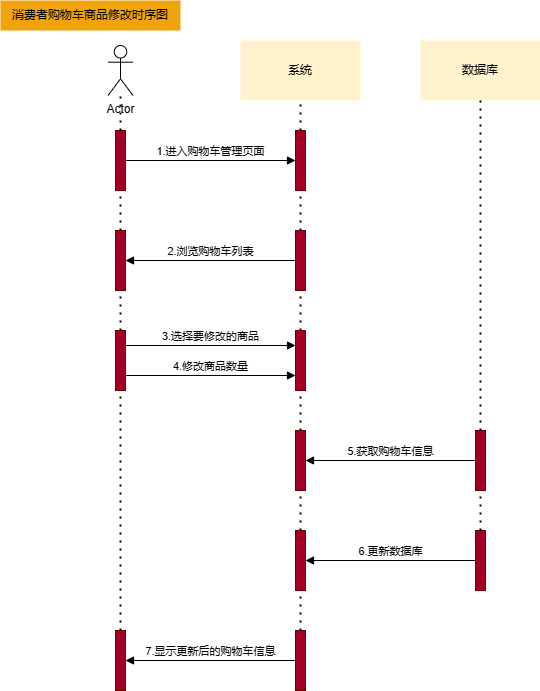 消费者购物车商品修改时序图
系统
数据库
Actor
1.进入购物车管理页面
2.浏览购物车列表
3.选择要修改的商品
4.修改商品数量
5.获取购物车信息
6.更新数据库
7.显示更新后的购物车信息